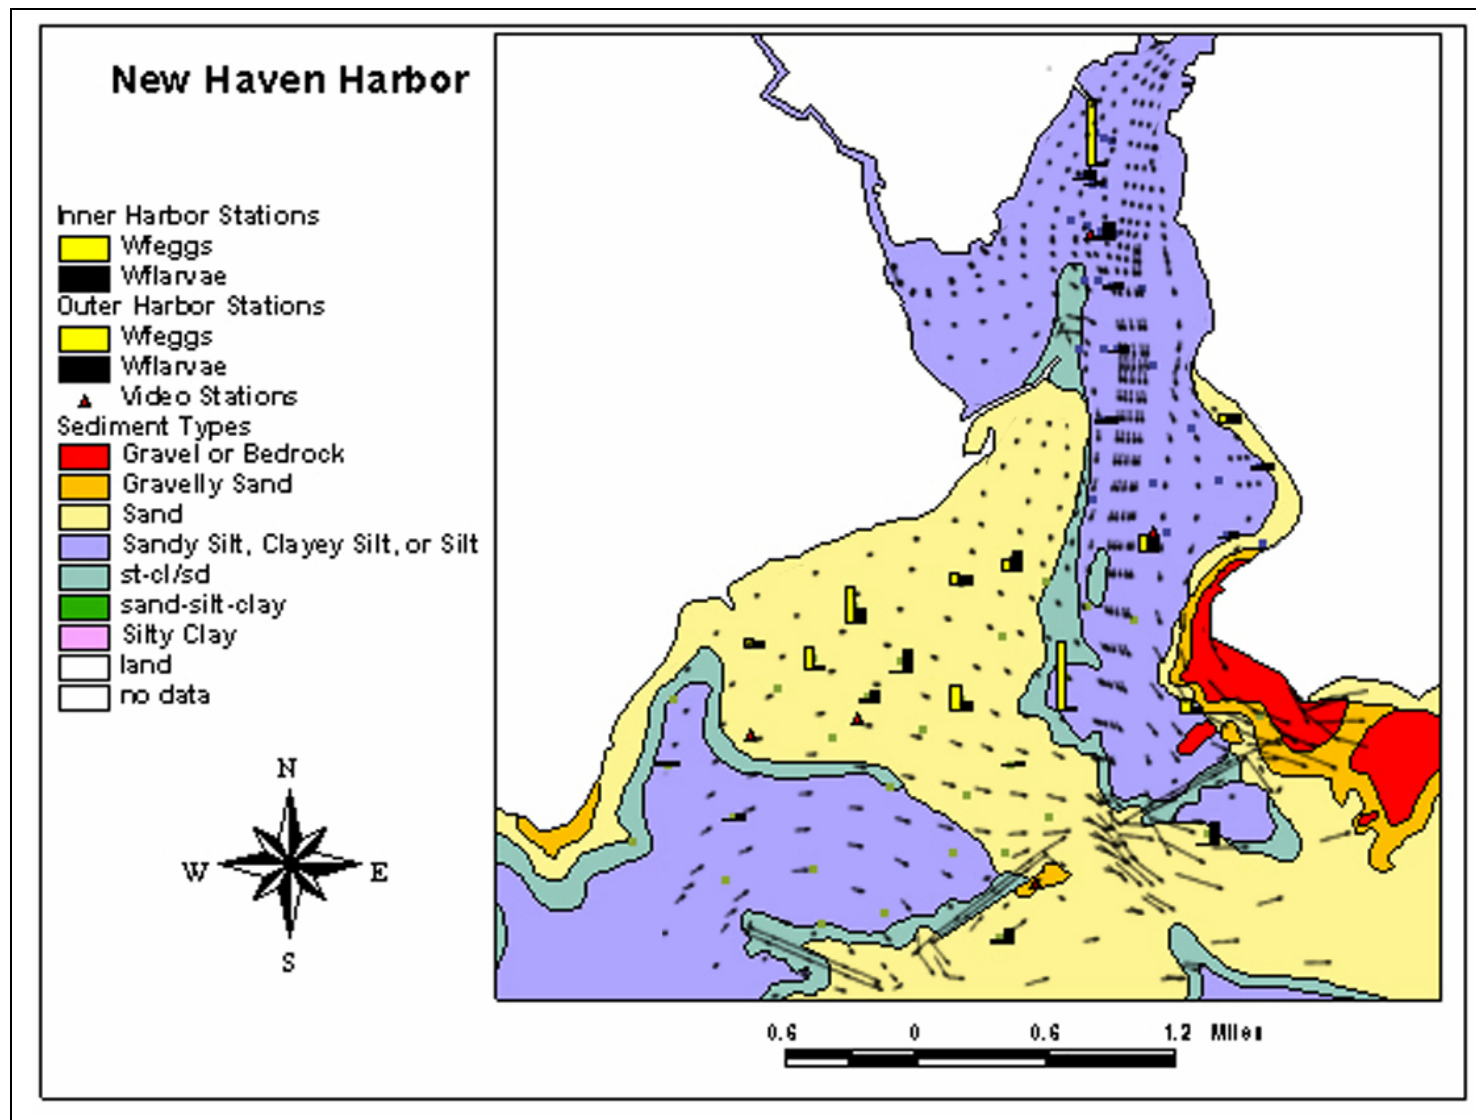 New Haven Harbor
Inner Harbor Stations
Wfeggs
Wflarvae
Outer Harbor Stations
Wfeggs
Wflarvae
Video Stations
Sediment Types
Gravel or Bedrock
Gravelly Sand
Sand
Sandy Silt, Clayey Silt, or Silt
st-cl/sd
sand-silt-clay
Silty Clay
land
no data
N
W E
S
0.6 0 0.6 1.2 Miles